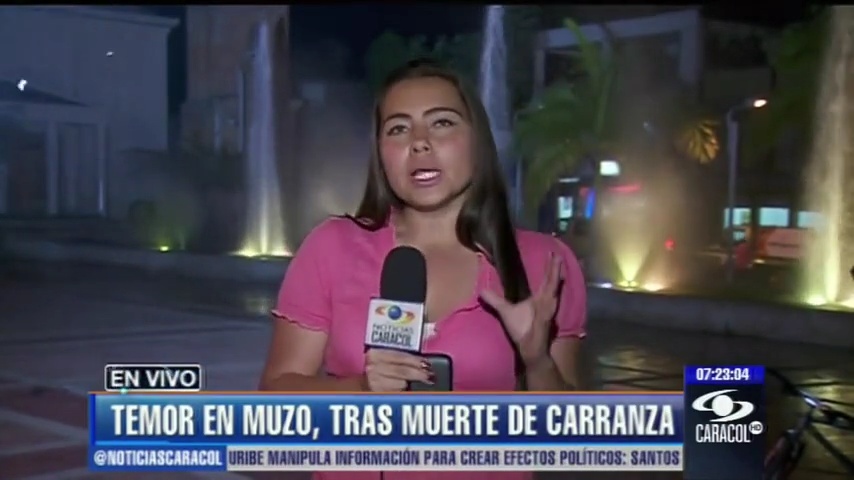 NOTICIAS
CARACOL
EN VIVO
07:23:04
TEMOR EN MUZO, TRAS MUERTE DE CARRANZA
CARACOL HD
@NOTICIASCARACOL URIBE MANIPULA INFORMACIÓN PARA CREAR EFECTOS POLÍTICOS: SANTOS